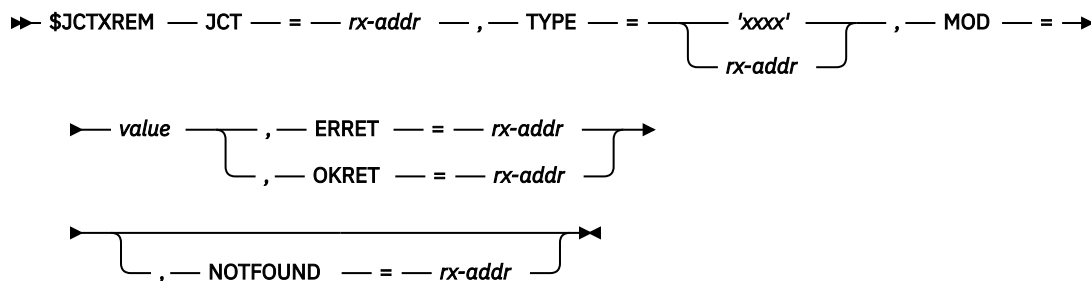 $JCTXREM JCT = rx-addr , TYPE = 'xxxx' , MOD =
rx-addr
value , ERRET = rx-addr
, OKRET = rx-addr
, NOTFOUND = rx-addr